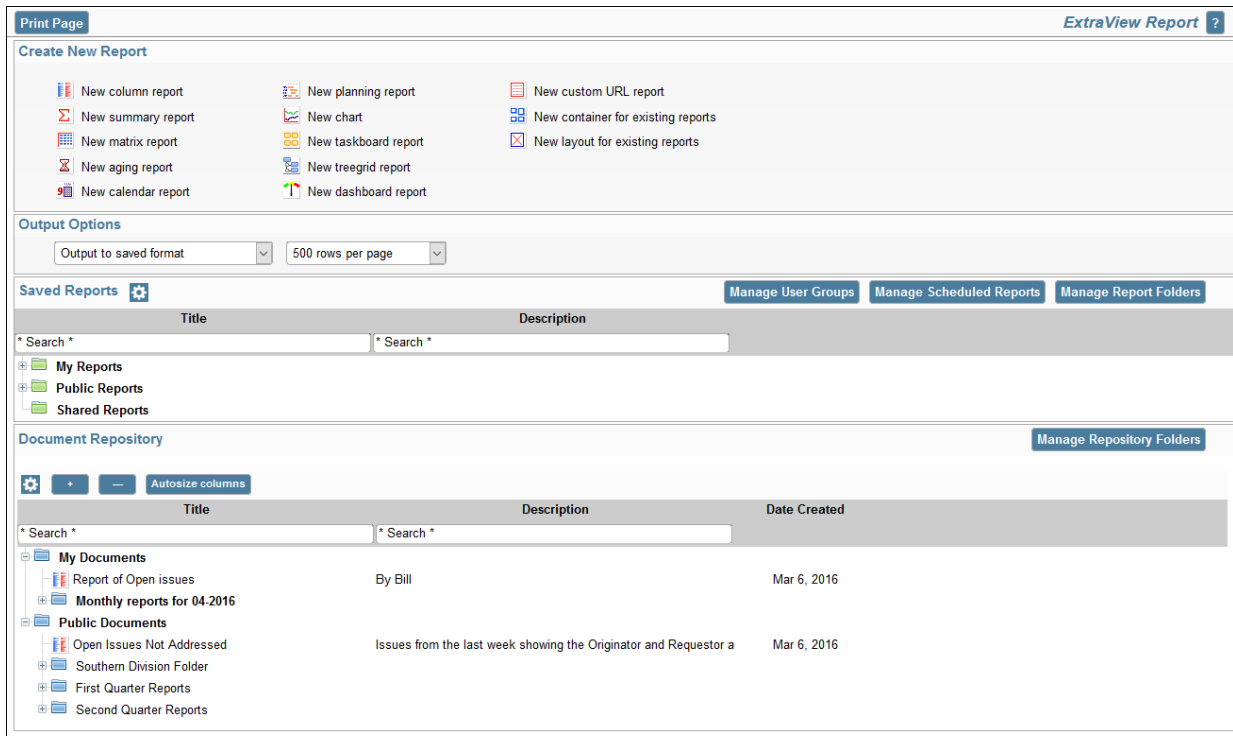 Print Page
ExtraView Report ?
Create New Report
New column report New planning report New custom URL report
New summary report New chart New container for existing reports
New matrix report New taskboard report New layout for existing reports
New aging report New treegrid report
New calendar report New dashboard report
Output Options
Output to saved format 500 rows per page
Saved Reports Manage User Groups Manage Scheduled Reports Manage Report Folders
Title Description
* Search * * Search *
My Reports
Public Reports
Shared Reports
Document Repository Manage Repository Folders
+ — Autosize columns
Title Description Date Created
* Search * * Search *
My Documents
Report of Open issues By Bill Mar 6, 2016
Monthly reports for 04-2016
Public Documents
Open Issues Not Addressed Issues from the last week showing the Originator and Requestor a Mar 6, 2016
Southern Division Folder
First Quarter Reports
Second Quarter Reports